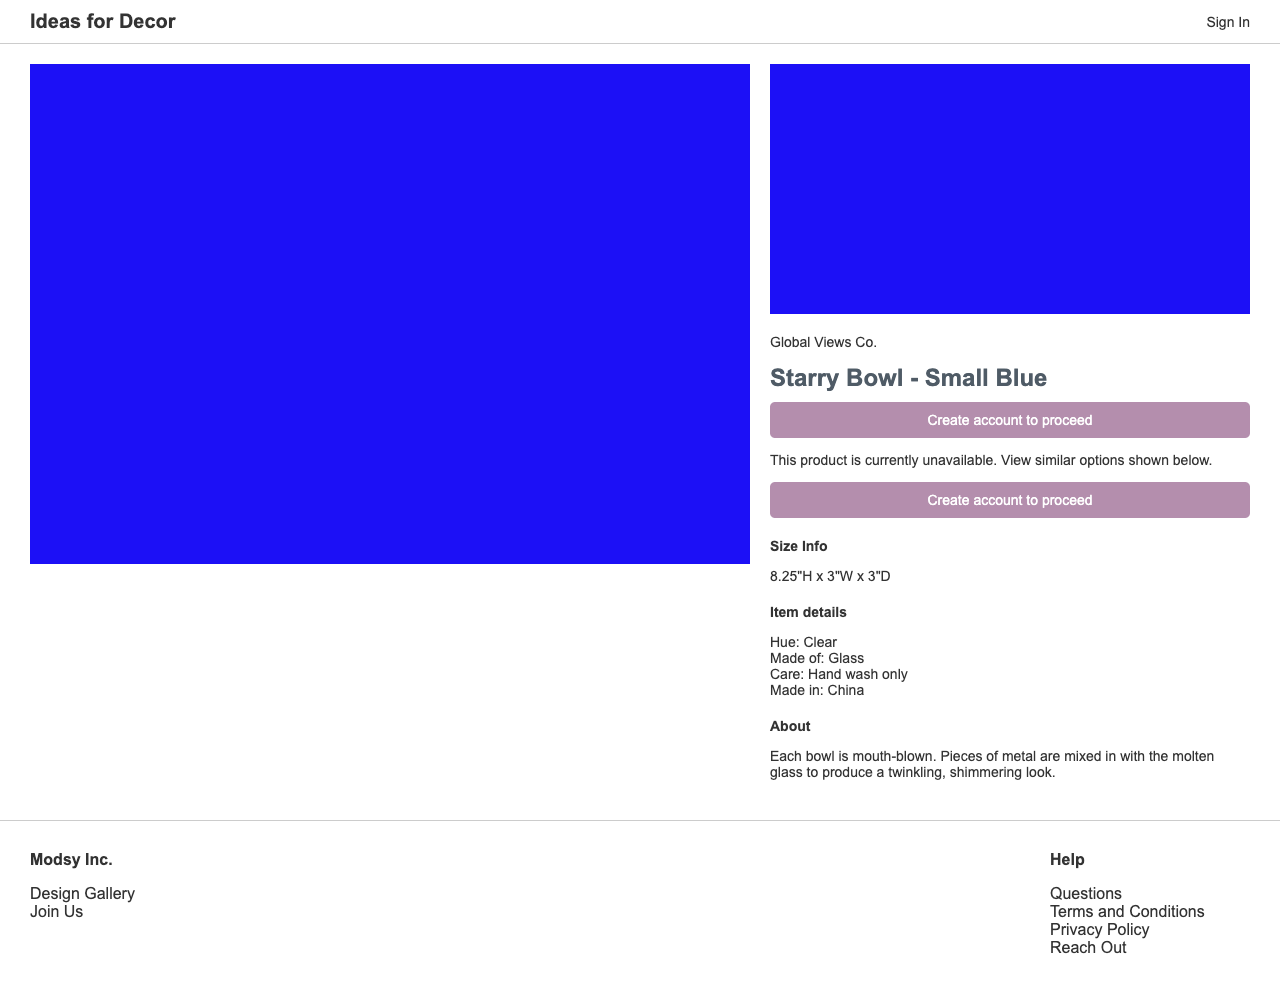 Ideas for Decor
Sign In
Global Views Co.
Starry Bowl - Small Blue
Create account to proceed
This product is currently unavailable. View similar options shown below.
Create account to proceed
Size Info
8.25"H x 3"W x 3"D
Item details
Hue: Clear
Made of: Glass
Care: Hand wash only
Made in: China
About
Each bowl is mouth-blown. Pieces of metal are mixed in with the molten
glass to produce a twinkling, shimmering look.
Modsy Inc.
Design Gallery
Join Us
Help
Questions
Terms and Conditions
Privacy Policy
Reach Out